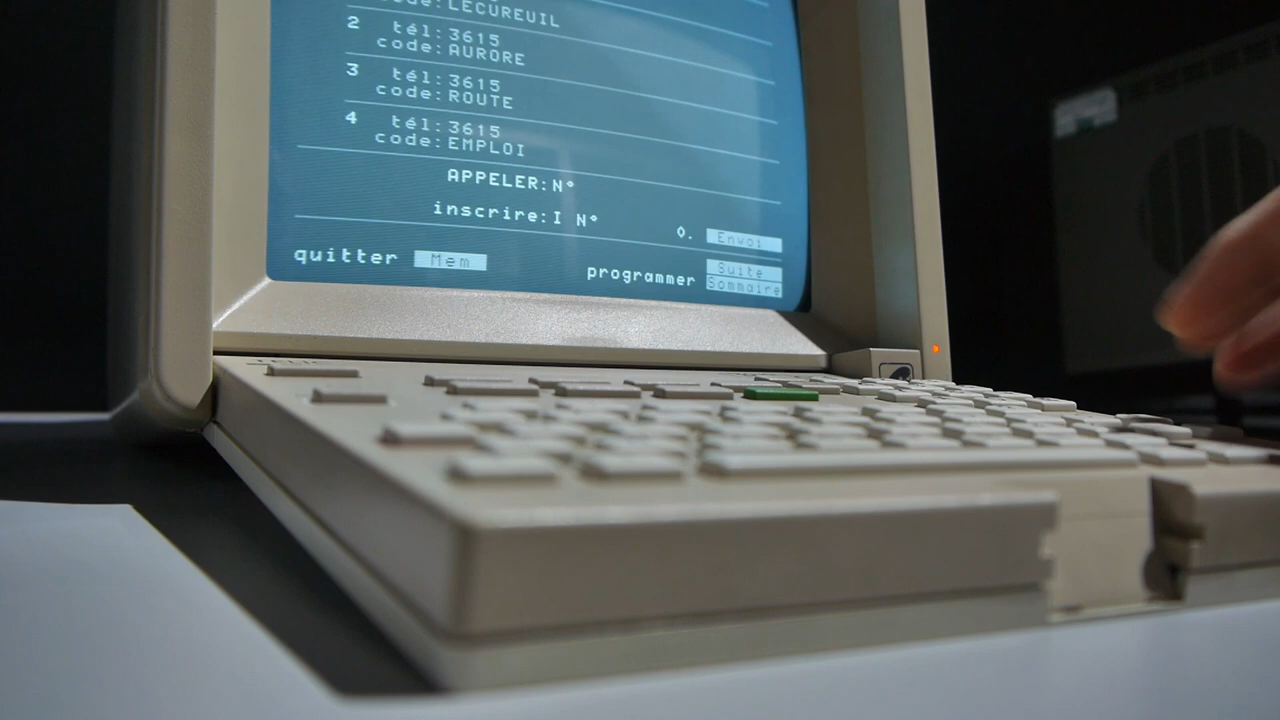 code:LECUREUIL
2 tél:3615
code:AURORE
3 tél:3615
code:ROUTE
4 tél:3615
code:EMPLOI
APPELER:N°
inscrire:I N°
0. Envoi
quitter Mem
programmer Suite
Sommaire